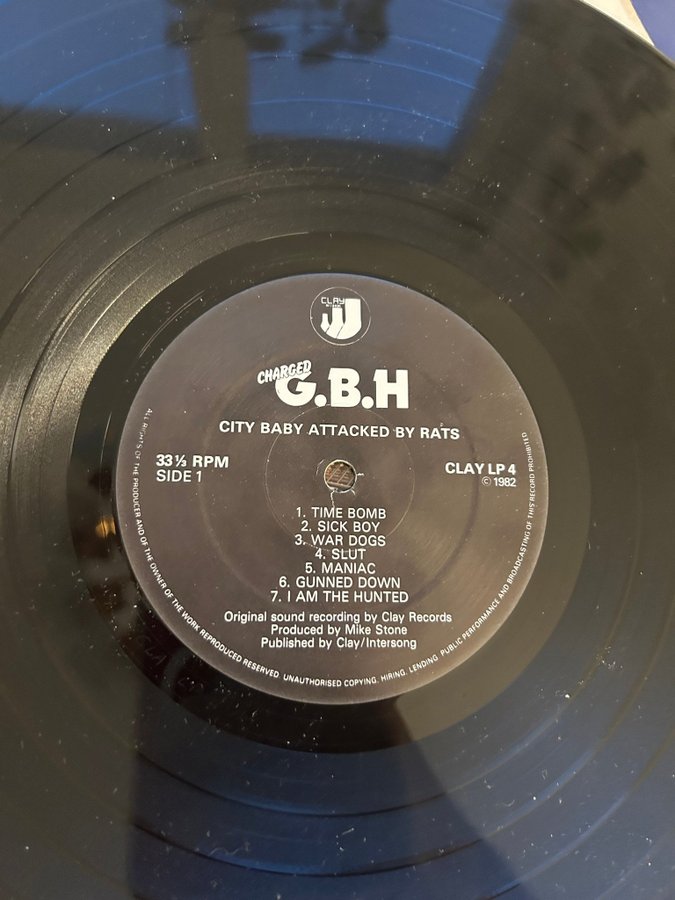 CLAY
CHARGED
G.B.H
CITY BABY ATTACKED BY RATS
33⅓ RPM
SIDE 1
CLAY LP 4
© 1982
1. TIME BOMB
2. SICK BOY
3. WAR DOGS
4. SLUT
5. MANIAC
6. GUNNED DOWN
7. I AM THE HUNTED
Original sound recording by Clay Records
Produced by Mike Stone
Published by Clay/Intersong
ALL RIGHTS OF THE PRODUCER AND OF THE OWNER OF THE WORK REPRODUCED RESERVED. UNAUTHORISED COPYING, HIRING, LENDING, PUBLIC PERFORMANCE AND BROADCASTING OF THIS RECORD PROHIBITED